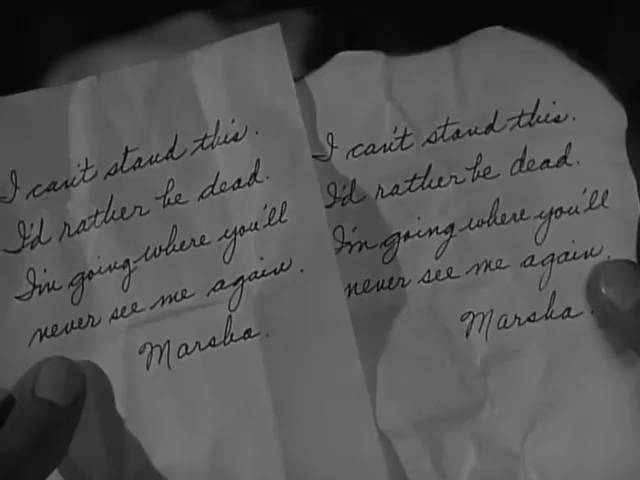 I can't stand this.
I'd rather be dead.
I'm going where you'll
never see me again.
Marsha.
I can't stand this.
I'd rather be dead.
I'm going where you'll
never see me again.
Marsha.